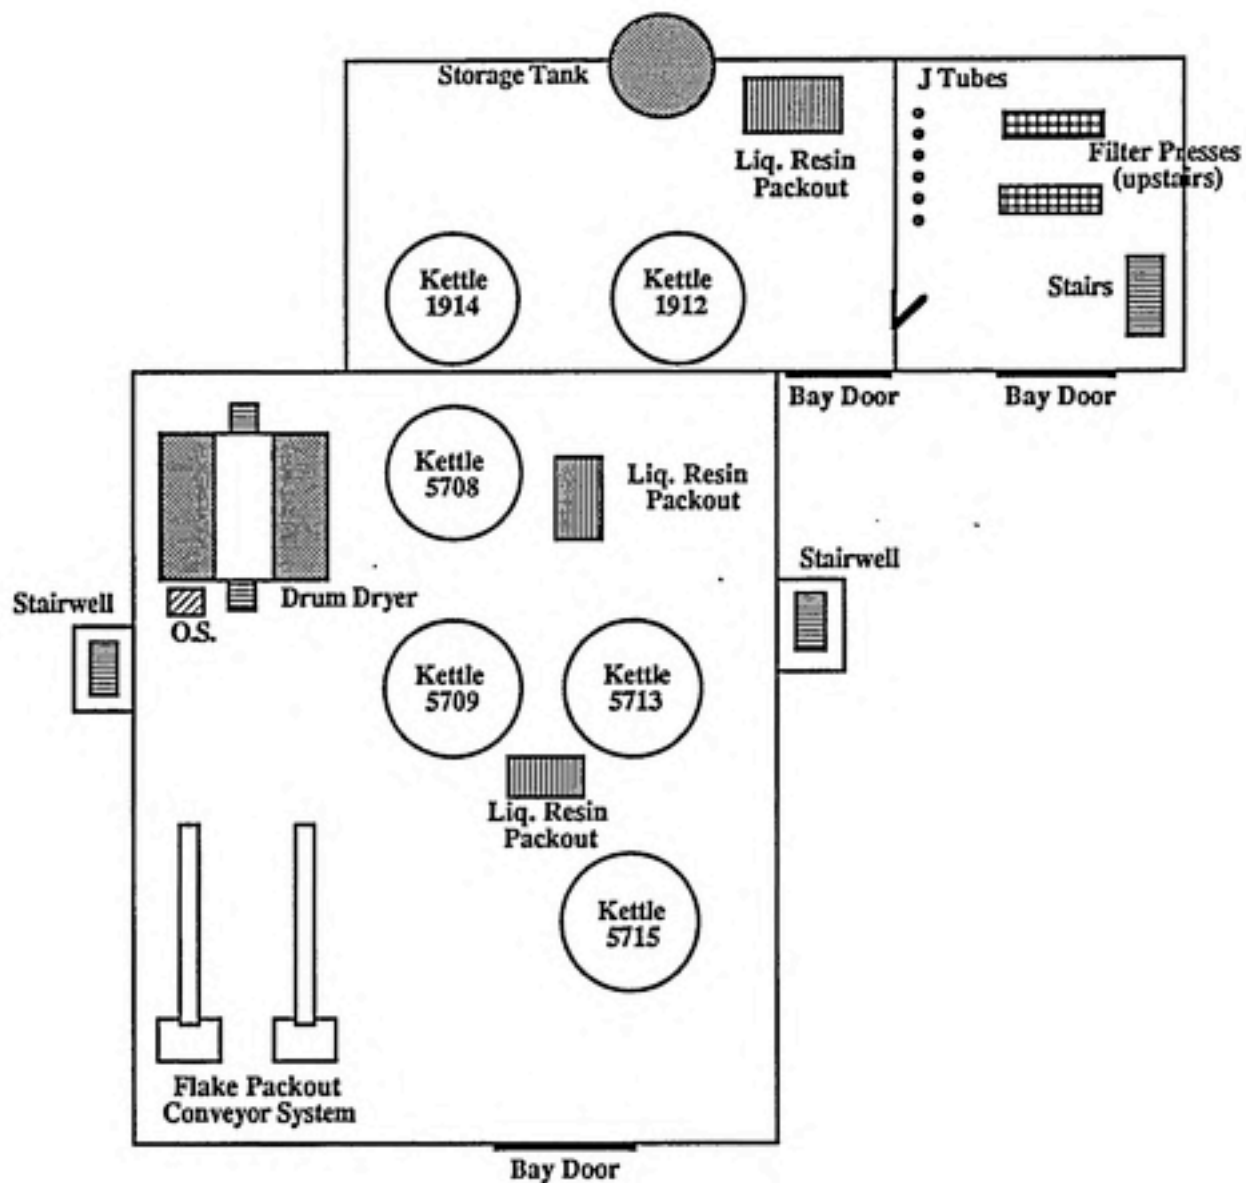 Storage Tank
J Tubes
Liq. Resin
Packout
Filter Presses
(upstairs)
Kettle
1914
Kettle
1912
Stairs
Bay Door
Bay Door
Kettle
5708
Liq. Resin
Packout
Stairwell
Drum Dryer
Stairwell
O.S.
Kettle
5709
Kettle
5713
Liq. Resin
Packout
Kettle
5715
Flake Packout
Conveyor System
Bay Door